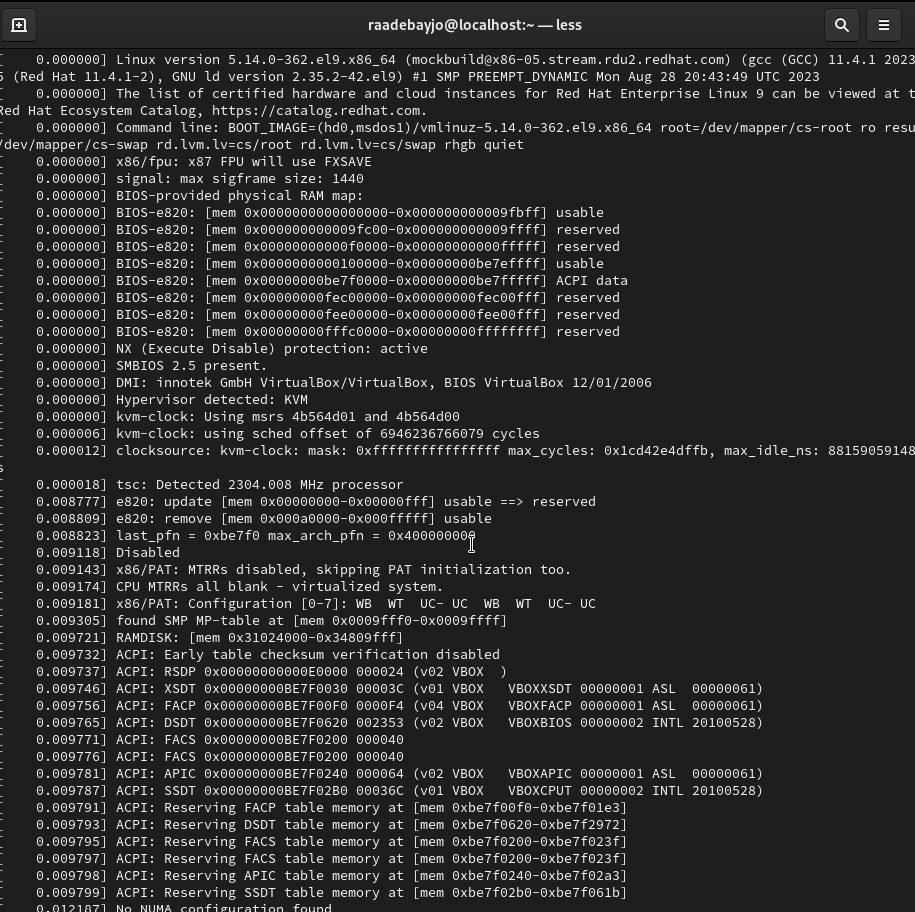 raadebayjo@localhost:~ — less
[    0.000000] Linux version 5.14.0-362.el9.x86_64 (mockbuild@x86-05.stream.rdu2.redhat.com) (gcc (GCC) 11.4.1 2023
5 (Red Hat 11.4.1-2), GNU ld version 2.35.2-42.el9) #1 SMP PREEMPT_DYNAMIC Mon Aug 28 20:43:49 UTC 2023
[    0.000000] The list of certified hardware and cloud instances for Red Hat Enterprise Linux 9 can be viewed at t
Red Hat Ecosystem Catalog, https://catalog.redhat.com.
[    0.000000] Command line: BOOT_IMAGE=(hd0,msdos1)/vmlinuz-5.14.0-362.el9.x86_64 root=/dev/mapper/cs-root ro resu
/dev/mapper/cs-swap rd.lvm.lv=cs/root rd.lvm.lv=cs/swap rhgb quiet
[    0.000000] x86/fpu: x87 FPU will use FXSAVE
[    0.000000] signal: max sigframe size: 1440
[    0.000000] BIOS-provided physical RAM map:
[    0.000000] BIOS-e820: [mem 0x0000000000000000-0x000000000009fbff] usable
[    0.000000] BIOS-e820: [mem 0x000000000009fc00-0x000000000009ffff] reserved
[    0.000000] BIOS-e820: [mem 0x00000000000f0000-0x00000000000fffff] reserved
[    0.000000] BIOS-e820: [mem 0x0000000000100000-0x00000000be7effff] usable
[    0.000000] BIOS-e820: [mem 0x00000000be7f0000-0x00000000be7fffff] ACPI data
[    0.000000] BIOS-e820: [mem 0x00000000fec00000-0x00000000fec00fff] reserved
[    0.000000] BIOS-e820: [mem 0x00000000fee00000-0x00000000fee00fff] reserved
[    0.000000] BIOS-e820: [mem 0x00000000fffc0000-0x00000000ffffffff] reserved
[    0.000000] NX (Execute Disable) protection: active
[    0.000000] SMBIOS 2.5 present.
[    0.000000] DMI: innotek GmbH VirtualBox/VirtualBox, BIOS VirtualBox 12/01/2006
[    0.000000] Hypervisor detected: KVM
[    0.000000] kvm-clock: Using msrs 4b564d01 and 4b564d00
[    0.000006] kvm-clock: using sched offset of 6946236766079 cycles
[    0.000012] clocksource: kvm-clock: mask: 0xffffffffffffffff max_cycles: 0x1cd42e4dffb, max_idle_ns: 88159059148
s
[    0.000018] tsc: Detected 2304.008 MHz processor
[    0.008777] e820: update [mem 0x00000000-0x00000fff] usable ==> reserved
[    0.008809] e820: remove [mem 0x000a0000-0x000fffff] usable
[    0.008823] last_pfn = 0xbe7f0 max_arch_pfn = 0x400000000
[    0.009118] Disabled
[    0.009143] x86/PAT: MTRRs disabled, skipping PAT initialization too.
[    0.009174] CPU MTRRs all blank - virtualized system.
[    0.009181] x86/PAT: Configuration [0-7]: WB  WT  UC- UC  WB  WT  UC- UC
[    0.009305] found SMP MP-table at [mem 0x0009fff0-0x0009ffff]
[    0.009721] RAMDISK: [mem 0x31024000-0x34809fff]
[    0.009732] ACPI: Early table checksum verification disabled
[    0.009737] ACPI: RSDP 0x00000000000E0000 000024 (v02 VBOX  )
[    0.009746] ACPI: XSDT 0x00000000BE7F0030 00003C (v01 VBOX   VBOXXSDT 00000001 ASL  00000061)
[    0.009756] ACPI: FACP 0x00000000BE7F00F0 0000F4 (v04 VBOX   VBOXFACP 00000001 ASL  00000061)
[    0.009765] ACPI: DSDT 0x00000000BE7F0620 002353 (v02 VBOX   VBOXBIOS 00000002 INTL 20100528)
[    0.009771] ACPI: FACS 0x00000000BE7F0200 000040
[    0.009776] ACPI: FACS 0x00000000BE7F0200 000040
[    0.009781] ACPI: APIC 0x00000000BE7F0240 000064 (v02 VBOX   VBOXAPIC 00000001 ASL  00000061)
[    0.009787] ACPI: SSDT 0x00000000BE7F02B0 00036C (v01 VBOX   VBOXCPUT 00000002 INTL 20100528)
[    0.009791] ACPI: Reserving FACP table memory at [mem 0xbe7f00f0-0xbe7f01e3]
[    0.009793] ACPI: Reserving DSDT table memory at [mem 0xbe7f0620-0xbe7f2972]
[    0.009795] ACPI: Reserving FACS table memory at [mem 0xbe7f0200-0xbe7f023f]
[    0.009797] ACPI: Reserving FACS table memory at [mem 0xbe7f0200-0xbe7f023f]
[    0.009798] ACPI: Reserving APIC table memory at [mem 0xbe7f0240-0xbe7f02a3]
[    0.009799] ACPI: Reserving SSDT table memory at [mem 0xbe7f02b0-0xbe7f061b]
[    0.012187] No NUMA configuration found